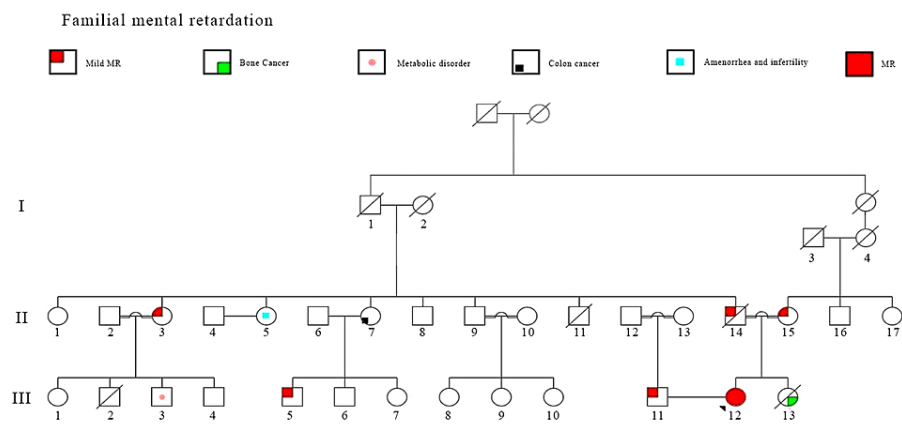 Familial mental retardation
Mild MR Bone Cancer Metabolic disorder Colon cancer Amenorrhea and infertility MR
I
1 2
3 4
II
1 2 3 4 5 6 7 8 9 10 11 12 13 14 15 16 17
III
1 2 3 4 5 6 7 8 9 10 11 12 13